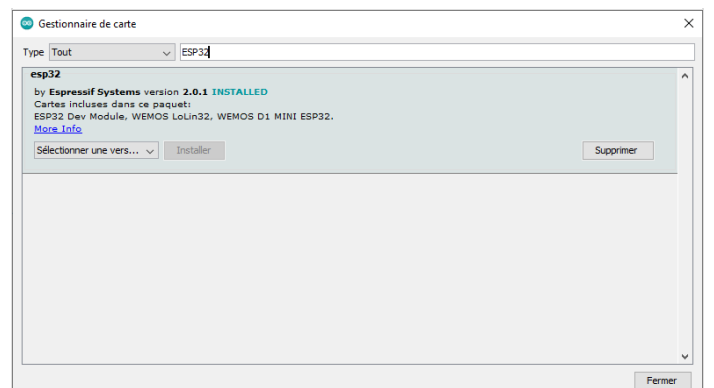 Gestionnaire de carte
Type Tout ESP32
esp32
by Espressif Systems version 2.0.1 INSTALLED
Cartes incluses dans ce paquet:
ESP32 Dev Module, WEMOS LoLin32, WEMOS D1 MINI ESP32.
More Info
Sélectionner une vers... Installer Supprimer
Fermer